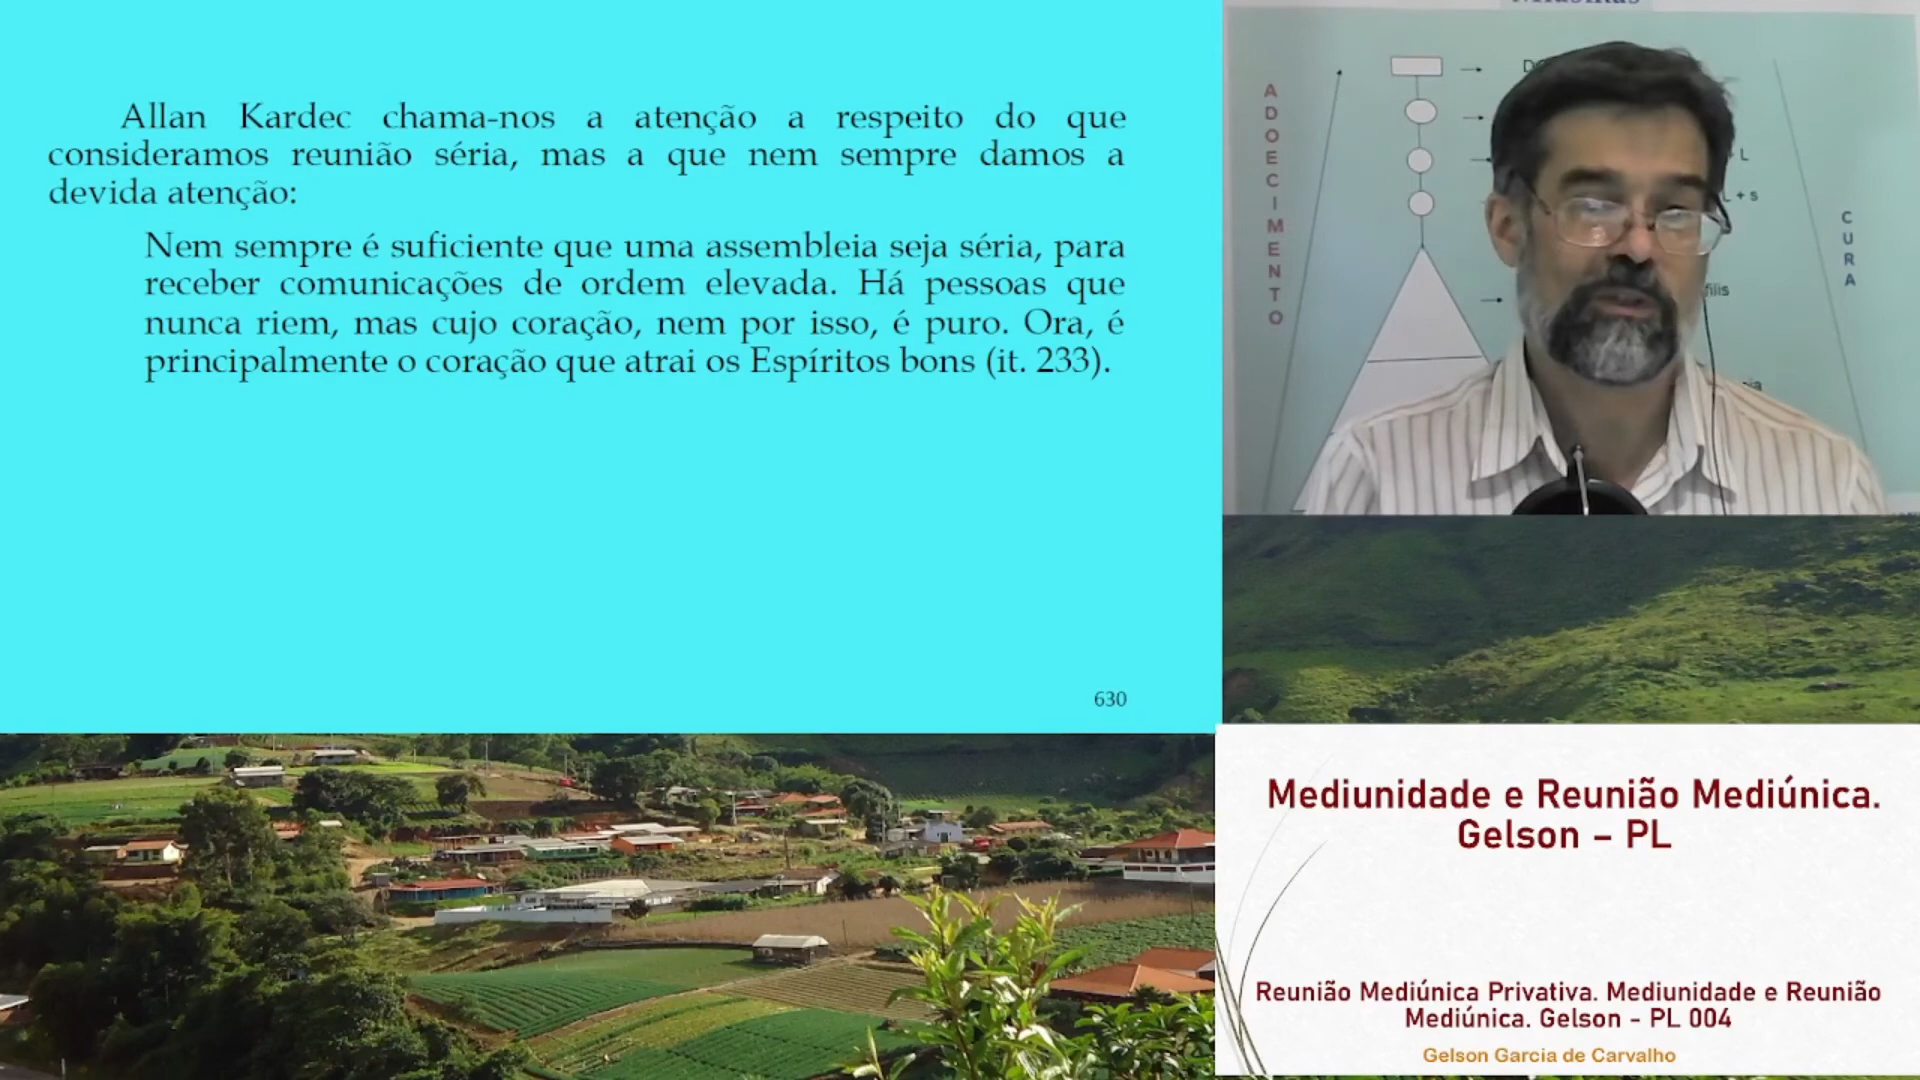 Allan Kardec chama-nos a atenção a respeito do que
consideramos reunião séria, mas a que nem sempre damos a
devida atenção:
Nem sempre é suficiente que uma assembleia seja séria, para
receber comunicações de ordem elevada. Há pessoas que
nunca riem, mas cujo coração, nem por isso, é puro. Ora, é
principalmente o coração que atrai os Espíritos bons (it. 233).
630
ADOECIMENTO
L
L + s
CURA
Mediunidade e Reunião Mediúnica.
Gelson – PL
Reunião Mediúnica Privativa. Mediunidade e Reunião
Mediúnica. Gelson – PL 004
Gelson Garcia de Carvalho